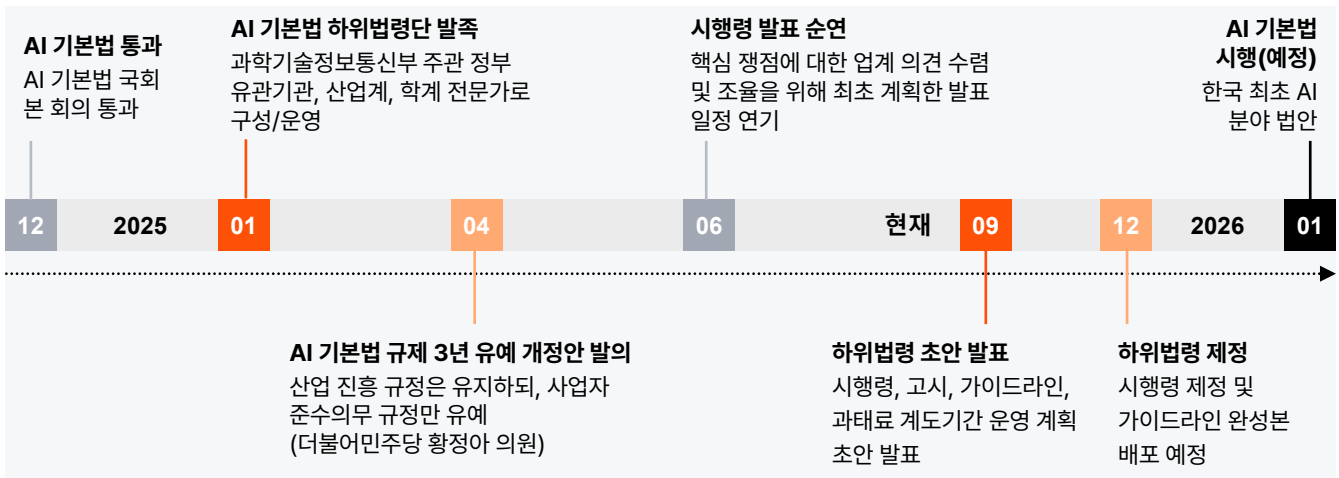 AI 기본법 통과
AI 기본법 국회
본 회의 통과
AI 기본법 하위법령단 발족
과학기술정보통신부 주관 정부
유관기관, 산업계, 학계 전문가로
구성/운영
시행령 발표 순연
핵심 쟁점에 대한 업계 의견 수렴
및 조율을 위해 최초 계획한 발표
일정 연기
AI 기본법
시행(예정)
한국 최초 AI
분야 법안
12
2025
01
04
06
현재
09
12
2026
01
AI 기본법 규제 3년 유예 개정안 발의
산업 진흥 규정은 유지하되, 사업자
준수의무 규정만 유예
(더불어민주당 황정아 의원)
하위법령 초안 발표
시행령, 고시, 가이드라인,
과태료 계도기간 운영 계획
초안 발표
하위법령 제정
시행령 제정 및
가이드라인 완성본
배포 예정